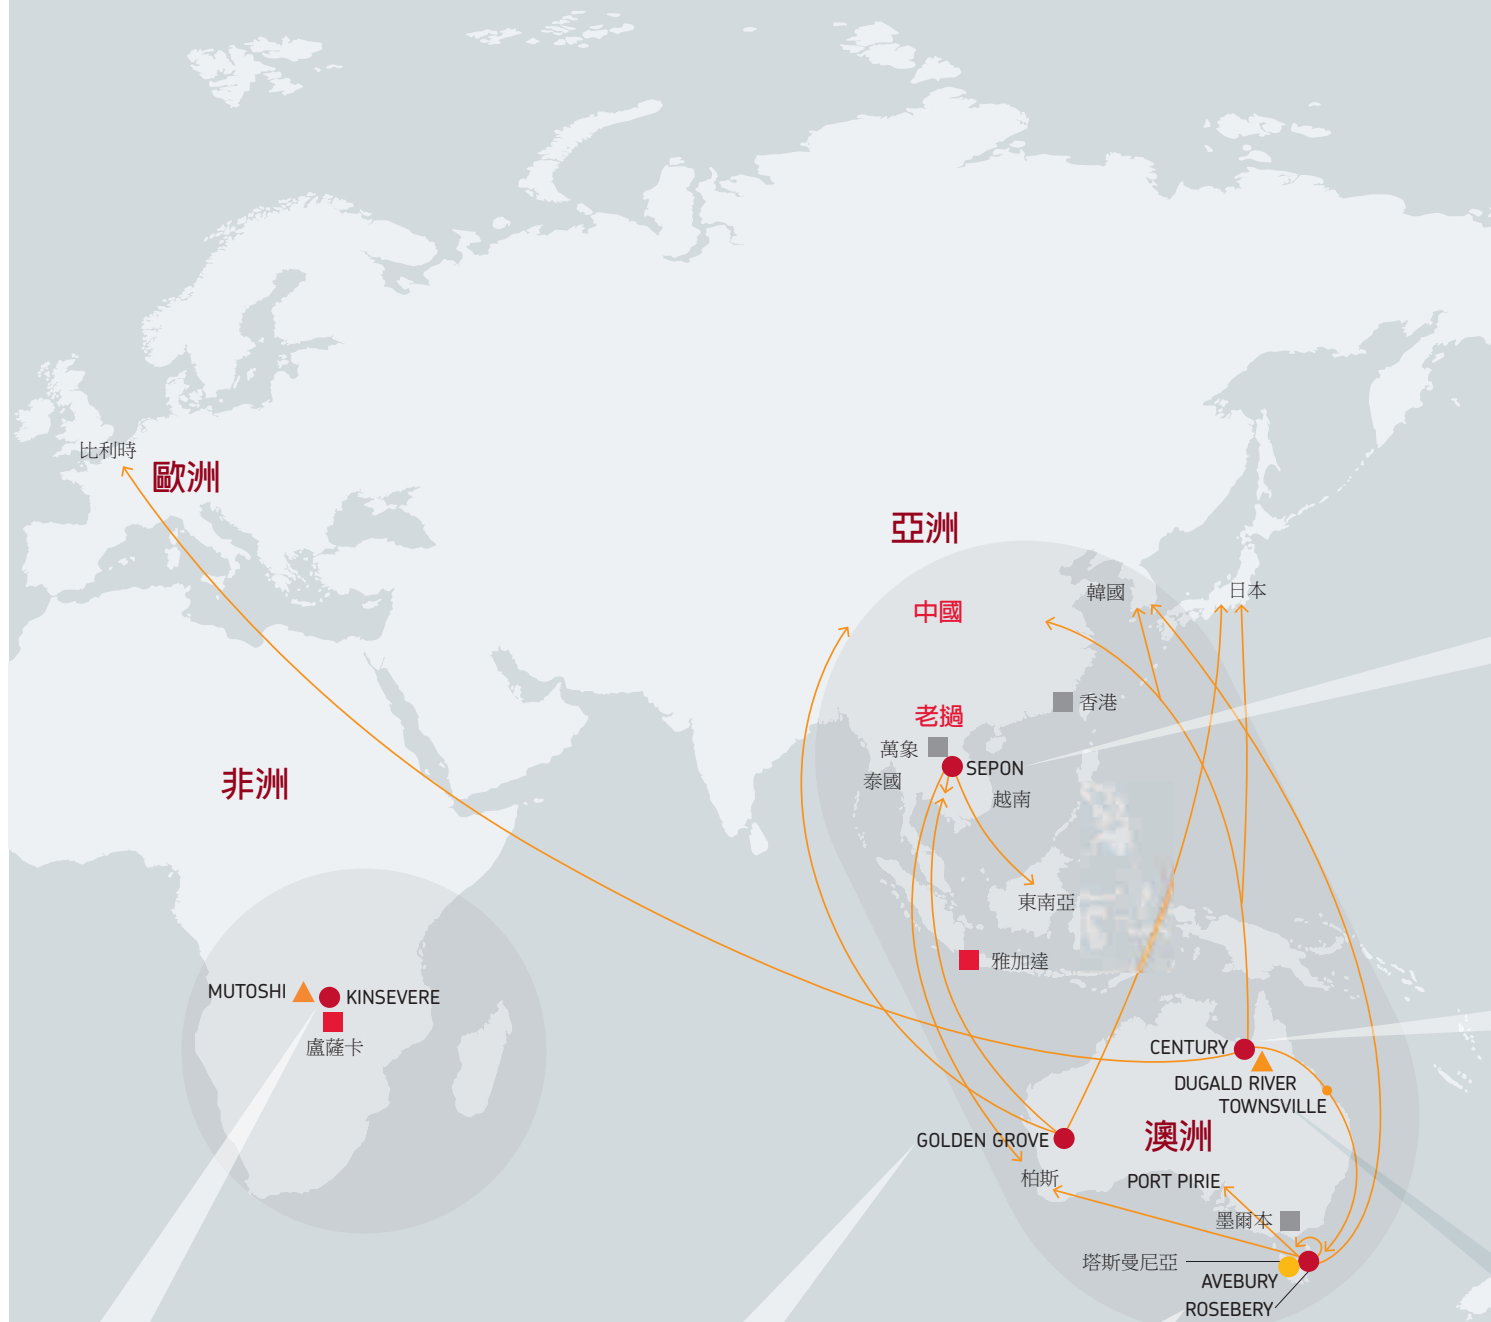 比利時
歐洲
亞洲
韓國
日本
中國
香港
老撾
萬象
SEPON
泰國
越南
非洲
東南亞
雅加達
MUTOSHI
KINSEVERE
盧薩卡
CENTURY
DUGALD RIVER
TOWNSVILLE
澳洲
GOLDEN GROVE
柏斯
PORT PIRIE
墨爾本
塔斯曼尼亞
AVEBURY
ROSEBERY